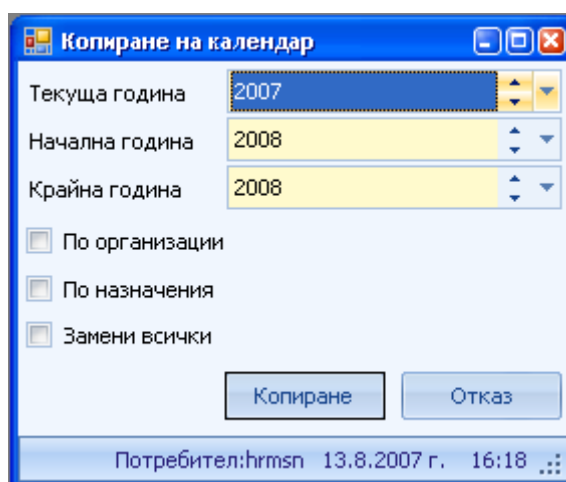 Копиране на календар
Текуща година 2007
Начална година 2008
Крайна година 2008
По организации
По назначения
Замени всички
Копиране Отказ
Потребител:hrmsn 13.8.2007 г. 16:18